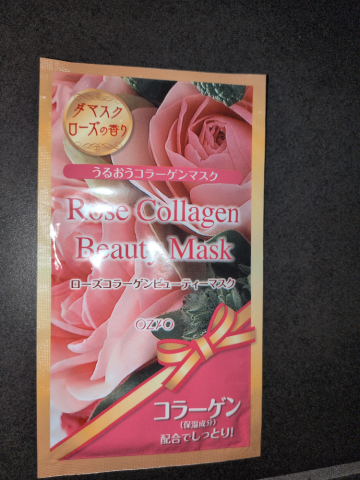 ダマスク
ローズの香り
うるおうコラーゲンマスク
Rose Collagen
Beauty Mask
ローズコラーゲンビューティーマスク
OZIO
コラーゲン
(保湿成分)
配合でしっとり!